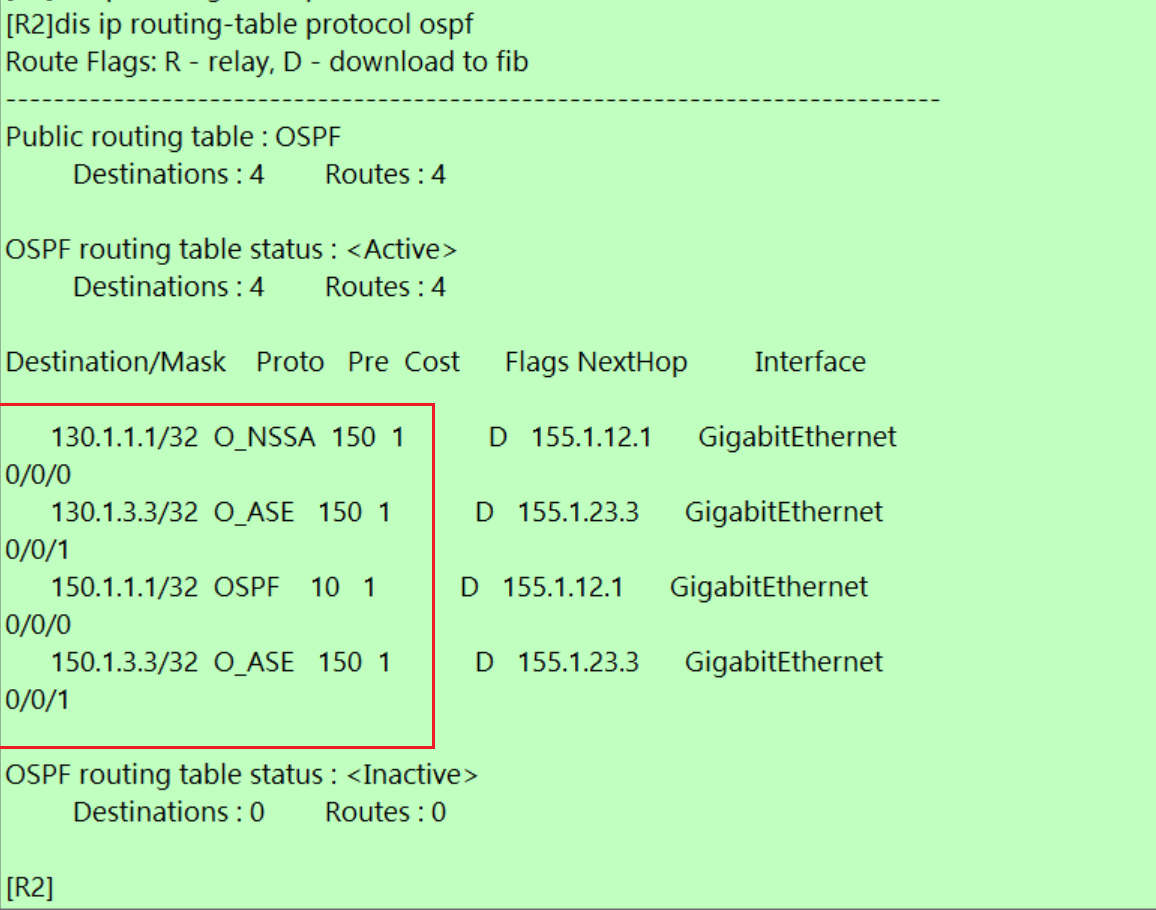 [R2]dis ip routing-table protocol ospf
Route Flags: R - relay, D - download to fib
------------------------------------------------------------------------------
Public routing table : OSPF
Destinations : 4 Routes : 4
OSPF routing table status : <Active>
Destinations : 4 Routes : 4
Destination/Mask Proto Pre Cost Flags NextHop Interface
130.1.1.1/32 O_NSSA 150 1 D 155.1.12.1 GigabitEthernet
0/0/0
130.1.3.3/32 O_ASE 150 1 D 155.1.23.3 GigabitEthernet
0/0/1
150.1.1.1/32 OSPF 10 1 D 155.1.12.1 GigabitEthernet
0/0/0
150.1.3.3/32 O_ASE 150 1 D 155.1.23.3 GigabitEthernet
0/0/1
OSPF routing table status : <Inactive>
Destinations : 0 Routes : 0
[R2]